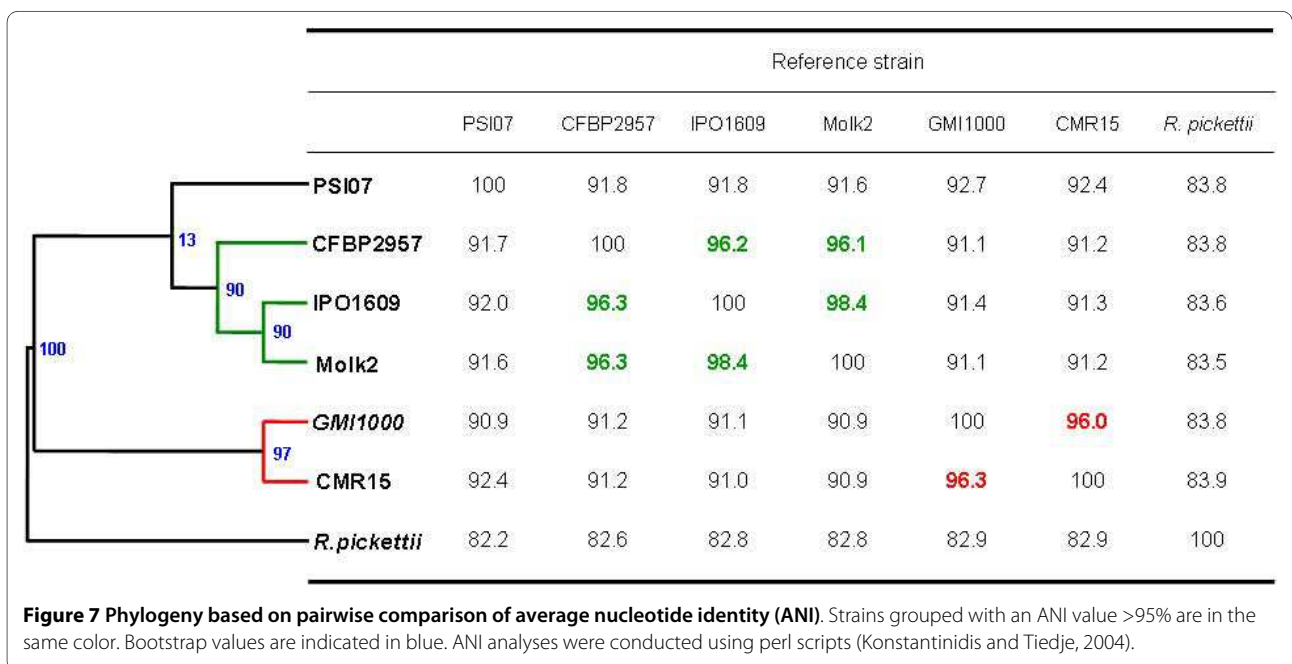 Reference strain
PSI07 CFBP2957 IPO1609 Molk2 GMI1000 CMR15 R. pickettii
PSI07 100 91.8 91.8 91.6 92.7 92.4 83.8
13
CFBP2957 91.7 100 96.2 96.1 91.1 91.2 83.8
90
IPO1609 92.0 96.3 100 98.4 91.4 91.3 83.6
90
100
Molk2 91.6 96.3 98.4 100 91.1 91.2 83.5
GMI1000 90.9 91.2 91.1 90.9 100 96.0 83.8
97
CMR15 92.4 91.2 91.0 90.9 96.3 100 83.9
R.pickettii 82.2 82.6 82.8 82.8 82.9 82.9 100
Figure 7 Phylogeny based on pairwise comparison of average nucleotide identity (ANI). Strains grouped with an ANI value >95% are in the
same color. Bootstrap values are indicated in blue. ANI analyses were conducted using perl scripts (Konstantinidis and Tiedje, 2004).